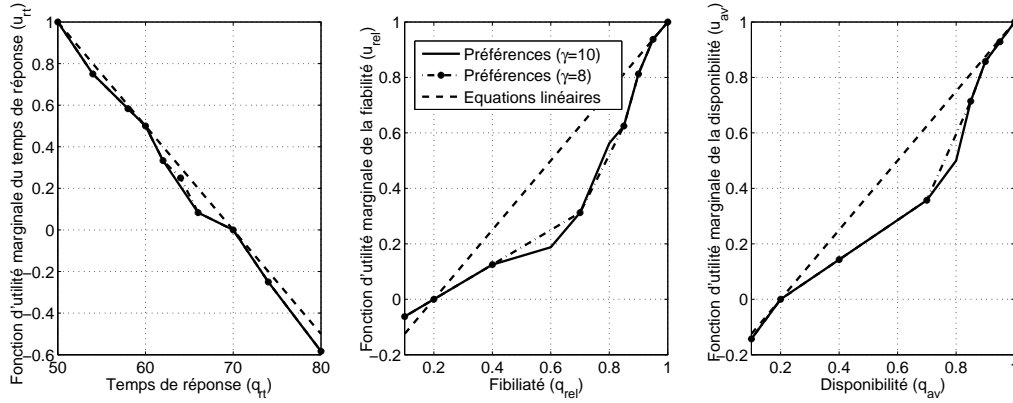 Fonction d'utilité marginale du temps de réponse (u_rt)
1
0.8
0.6
0.4
0.2
0
−0.2
−0.4
−0.6
50 60 70 80
Temps de réponse (q_rt)
Fonction d'utilité marginale de la fiabilité (u_rel)
1
0.8
0.6
0.4
0.2
0
−0.2
Préférences (γ=10)
Préférences (γ=8)
Equations linéaires
0.2 0.4 0.6 0.8 1
Fibiliaté (q_rel)
Fonction d'utilité marginale de la disponibilité (u_av)
1
0.8
0.6
0.4
0.2
0
−0.2
0.2 0.4 0.6 0.8 1
Disponibilité (q_av)